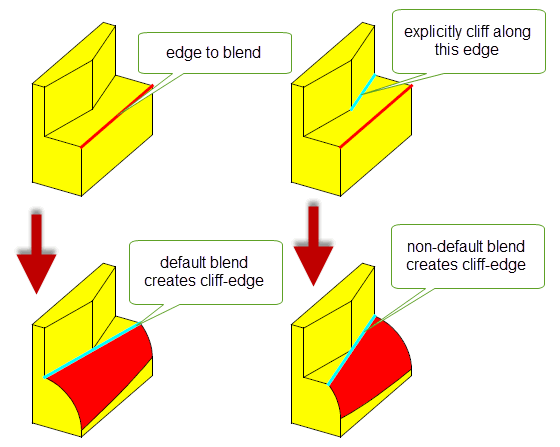 edge to blend
explicitly cliff along
this edge
default blend
creates cliff-edge
non-default blend
creates cliff-edge